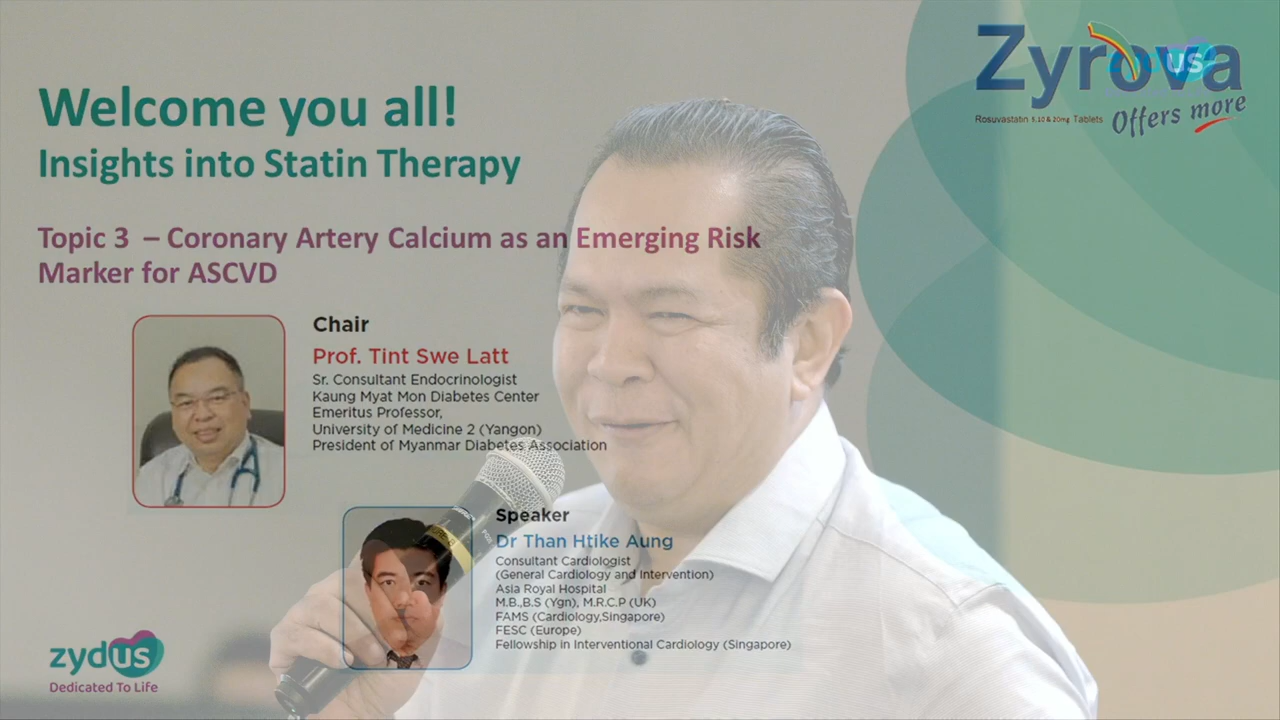 Zyrova
Rosuvastatin 5,10 & 20mg Tablets
Offers more
Welcome you all!
Insights into Statin Therapy
Topic 3 – Coronary Artery Calcium as an Emerging Risk
Marker for ASCVD
Chair
Prof. Tint Swe Latt
Sr. Consultant Endocrinologist
Kaung Myat Mon Diabetes Center
Emeritus Professor,
University of Medicine 2 (Yangon)
President of Myanmar Diabetes Association
Speaker
Dr Than Htike Aung
Consultant Cardiologist
(General Cardiology and Intervention)
Asia Royal Hospital
M.B.,B.S (Ygn), M.R.C.P (UK)
FAMS (Cardiology,Singapore)
FESC (Europe)
Fellowship in Interventional Cardiology (Singapore)
zydus
Dedicated To Life